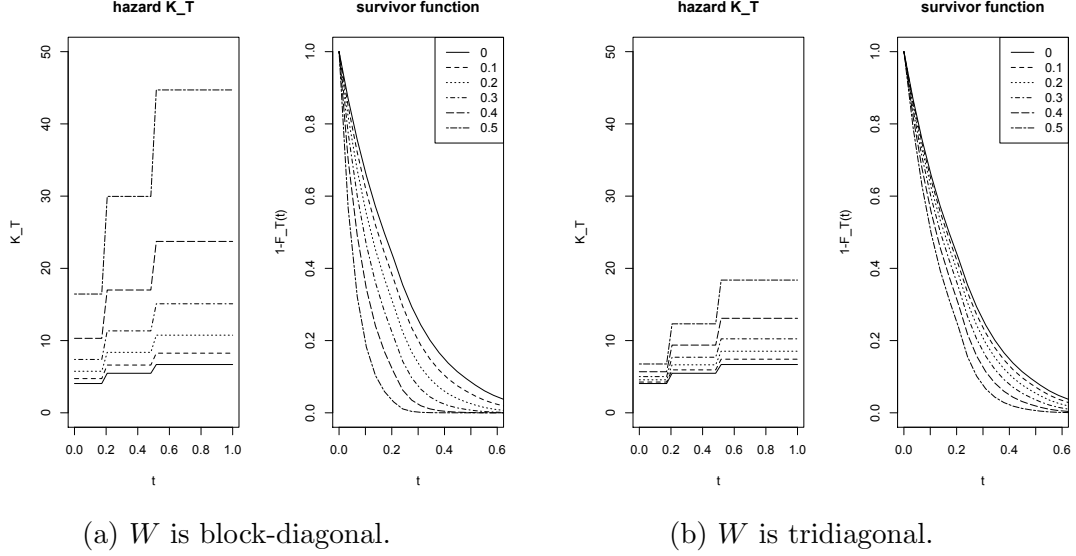 hazard K_T
survivor function
hazard K_T
survivor function
50
40
30
20
10
0
K_T
0.0 0.2 0.4 0.6 0.8 1.0
t
1.0
0.8
0.6
0.4
0.2
0.0
1-F_T(t)
0
0.1
0.2
0.3
0.4
0.5
0.0 0.2 0.4 0.6
t
50
40
30
20
10
0
K_T
0.0 0.2 0.4 0.6 0.8 1.0
t
1.0
0.8
0.6
0.4
0.2
0.0
1-F_T(t)
0
0.1
0.2
0.3
0.4
0.5
0.0 0.2 0.4 0.6
t
(a) W is block-diagonal.
(b) W is tridiagonal.